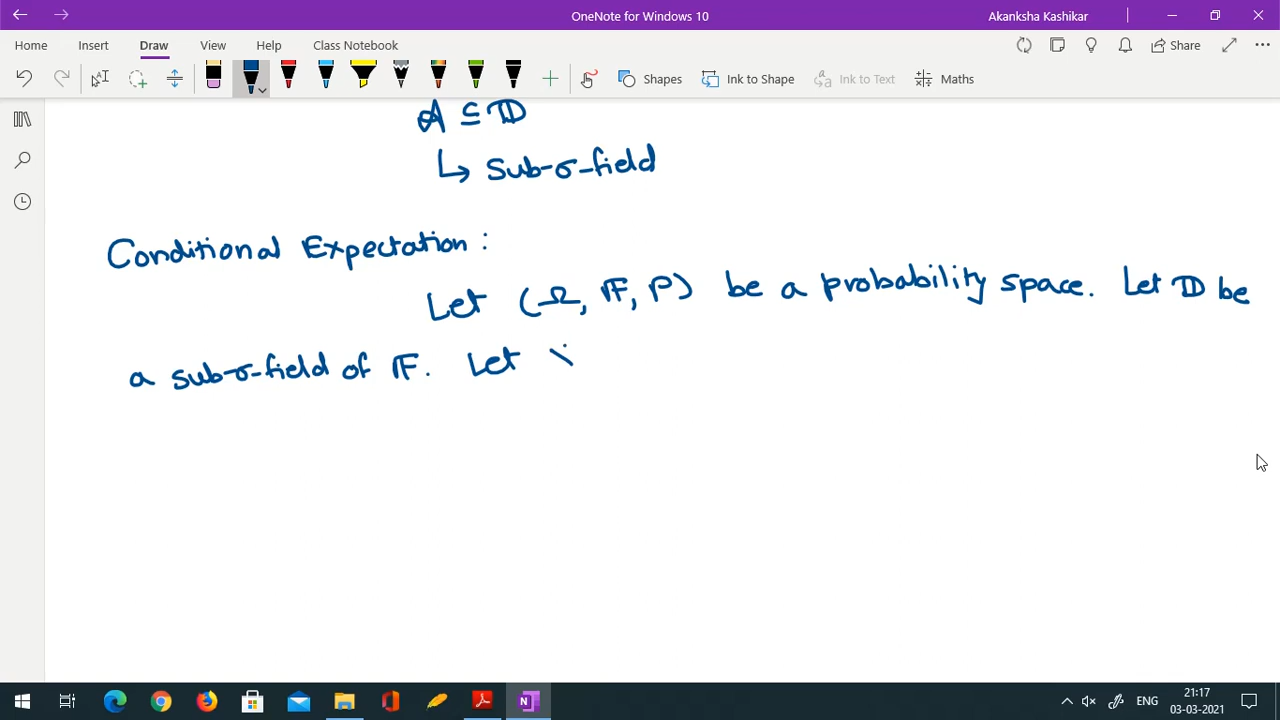 OneNote for Windows 10
Akanksha Kashikar
Home Insert Draw View Help Class Notebook
Share
Shapes Ink to Shape Ink to Text Maths
𝔸 ⊆ 𝔻
↳ Sub-σ-field
Conditional Expectation :
Let (Ω, 𝔽, P) be a probability space. Let 𝔻 be
a sub-σ-field of 𝔽. Let
N
ENG
21:17
03-03-2021